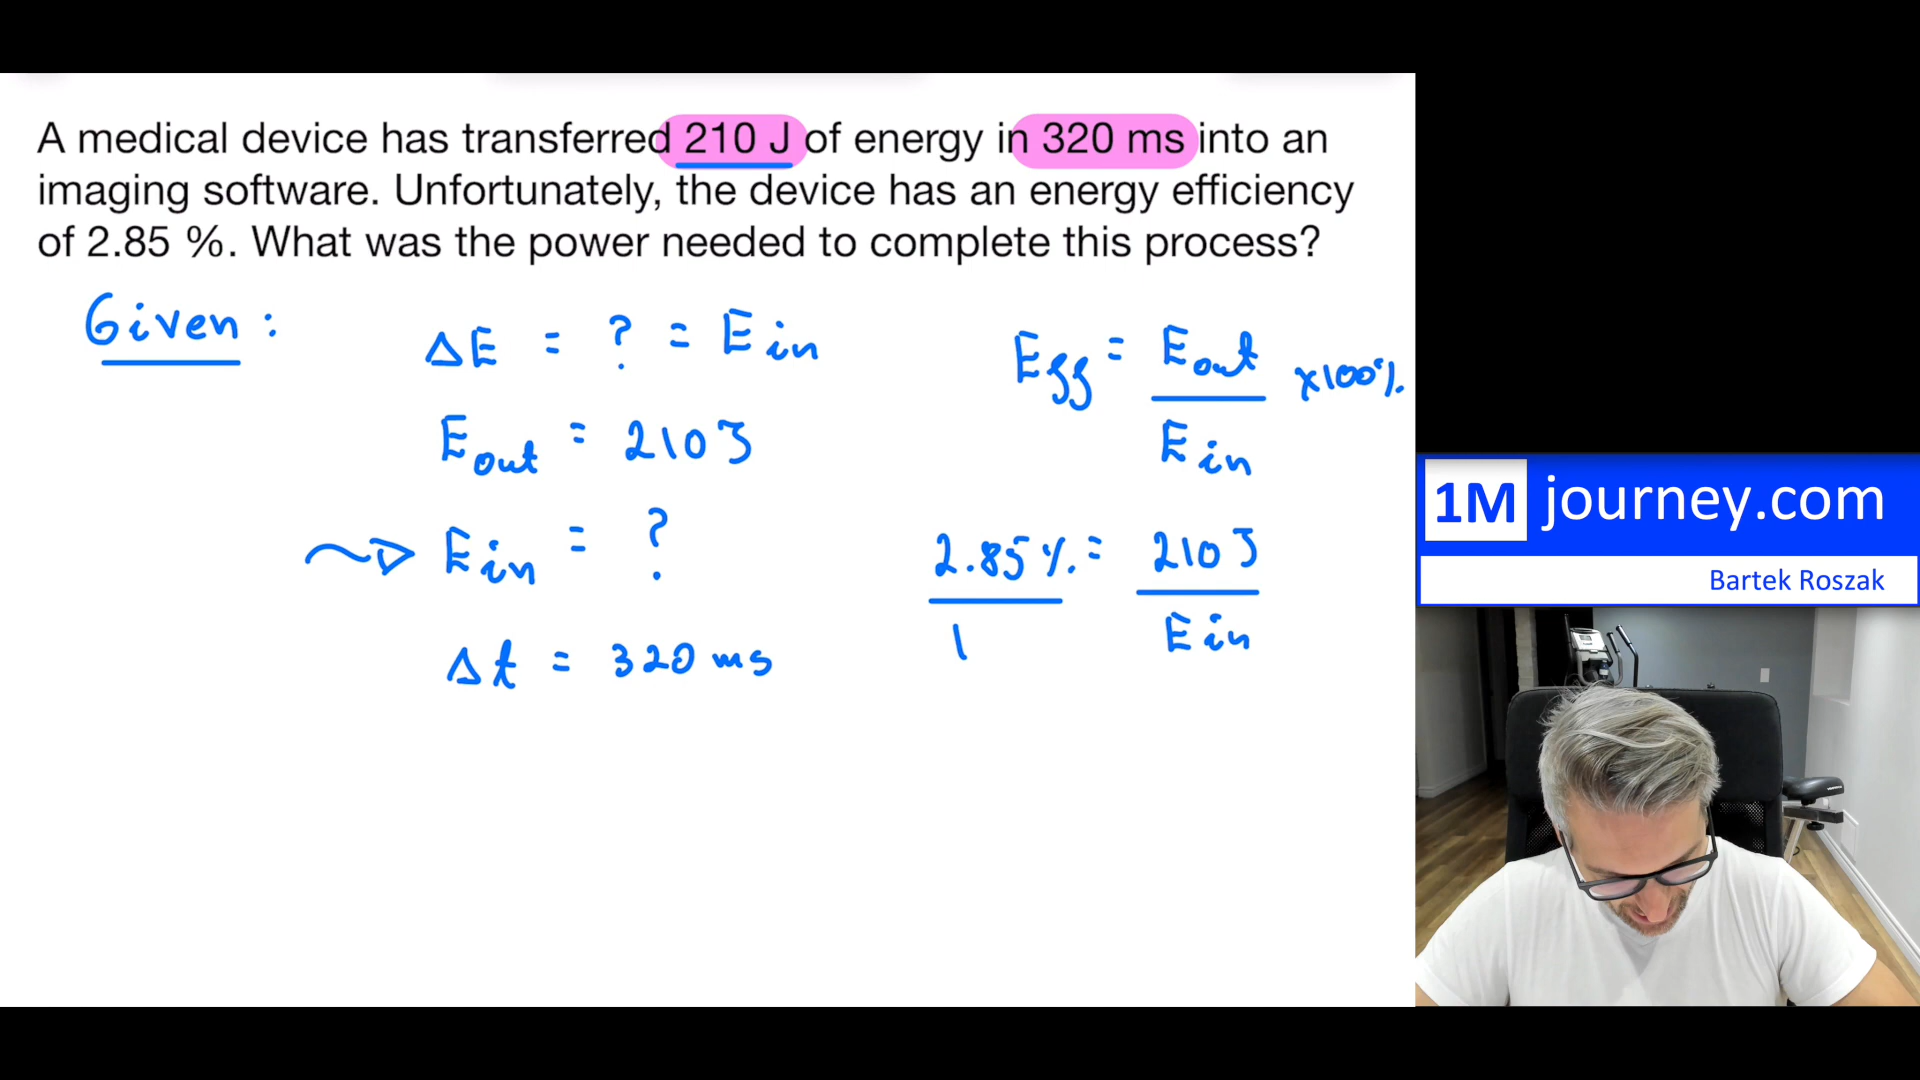 A medical device has transferred 210 J of energy in 320 ms into an
imaging software. Unfortunately, the device has an energy efficiency
of 2.85 %. What was the power needed to complete this process?
Given :
ΔE = ? = Ein
Eout = 210 J
Ein = ?
Δt = 320 ms
Eff = Eout x100%
Ein
2.85 % = 210 J
1 Ein
1M journey.com
Bartek Roszak